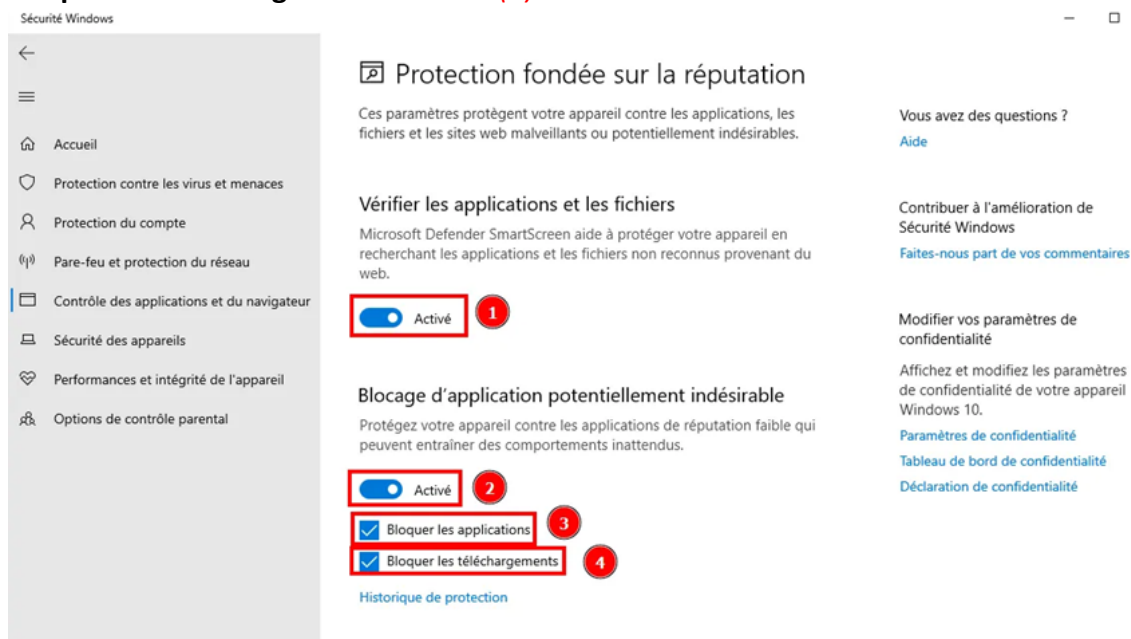 Sécurité Windows
Accueil
Protection contre les virus et menaces
Protection du compte
Pare-feu et protection du réseau
Contrôle des applications et du navigateur
Sécurité des appareils
Performances et intégrité de l'appareil
Options de contrôle parental
Protection fondée sur la réputation
Ces paramètres protègent votre appareil contre les applications, les
fichiers et les sites web malveillants ou potentiellement indésirables.
Vérifier les applications et les fichiers
Microsoft Defender SmartScreen aide à protéger votre appareil en
recherchant les applications et les fichiers non reconnus provenant du
web.
Activé
1
Blocage d'application potentiellement indésirable
Protégez votre appareil contre les applications de réputation faible qui
peuvent entraîner des comportements inattendus.
Activé
2
Bloquer les applications
3
Bloquer les téléchargements
4
Historique de protection
Vous avez des questions ?
Aide
Contribuer à l'amélioration de
Sécurité Windows
Faites-nous part de vos commentaires
Modifier vos paramètres de
confidentialité
Affichez et modifiez les paramètres
de confidentialité de votre appareil
Windows 10.
Paramètres de confidentialité
Tableau de bord de confidentialité
Déclaration de confidentialité